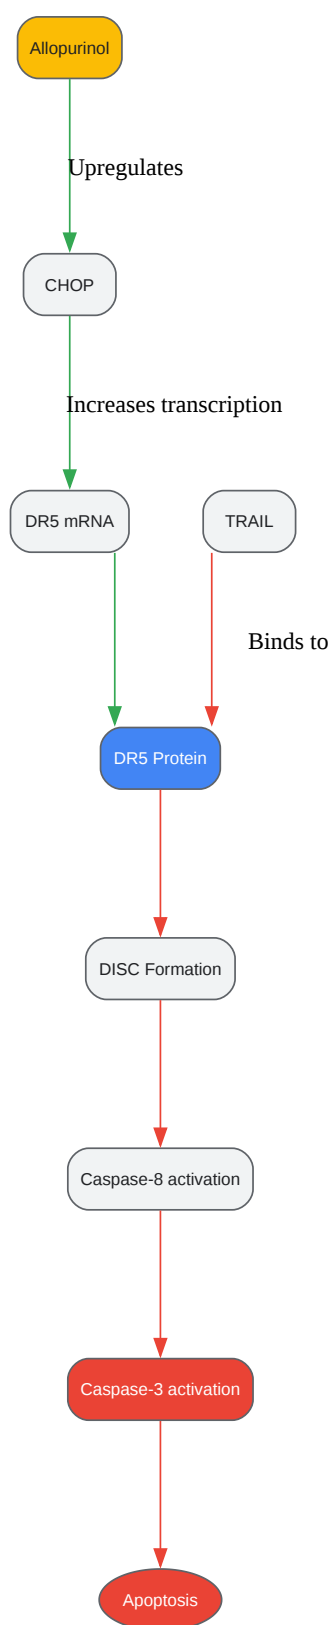 Allopurinol
Upregulates
CHOP
Increases transcription
DR5 mRNA
TRAIL
Binds to
DR5 Protein
DISC Formation
Caspase-8 activation
Caspase-3 activation
Apoptosis